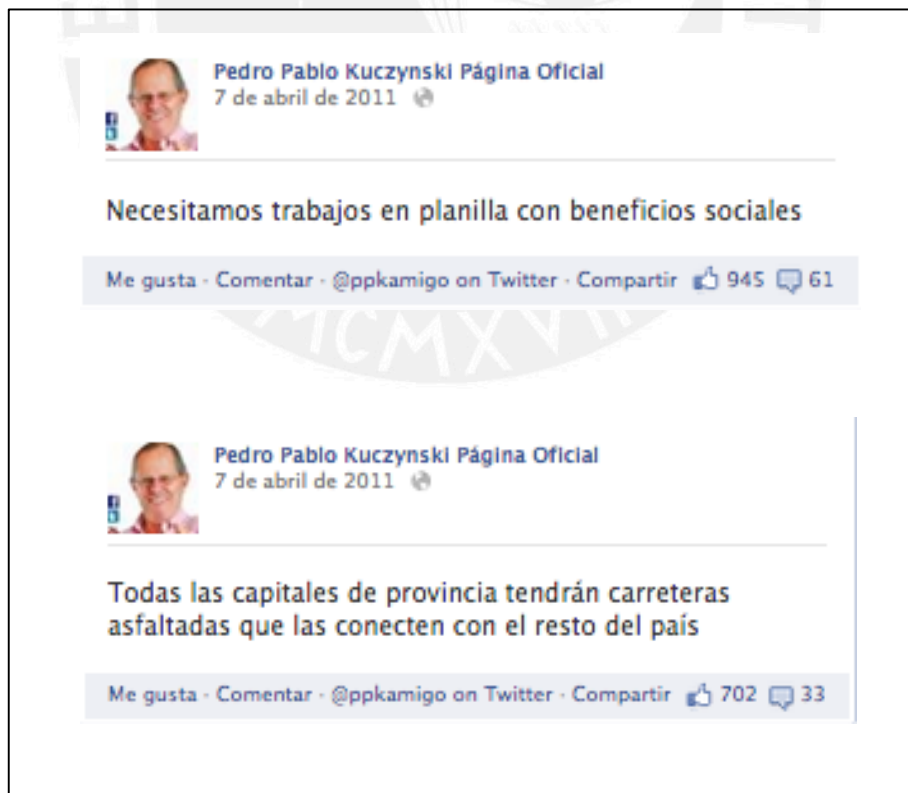 Pedro Pablo Kuczynski Página Oficial
7 de abril de 2011
Necesitamos trabajos en planilla con beneficios sociales
Me gusta · Comentar · @ppkamigo on Twitter · Compartir 945 61
MCMXVII
Pedro Pablo Kuczynski Página Oficial
7 de abril de 2011
Todas las capitales de provincia tendrán carreteras
asfaltadas que las conecten con el resto del país
Me gusta · Comentar · @ppkamigo on Twitter · Compartir 702 33